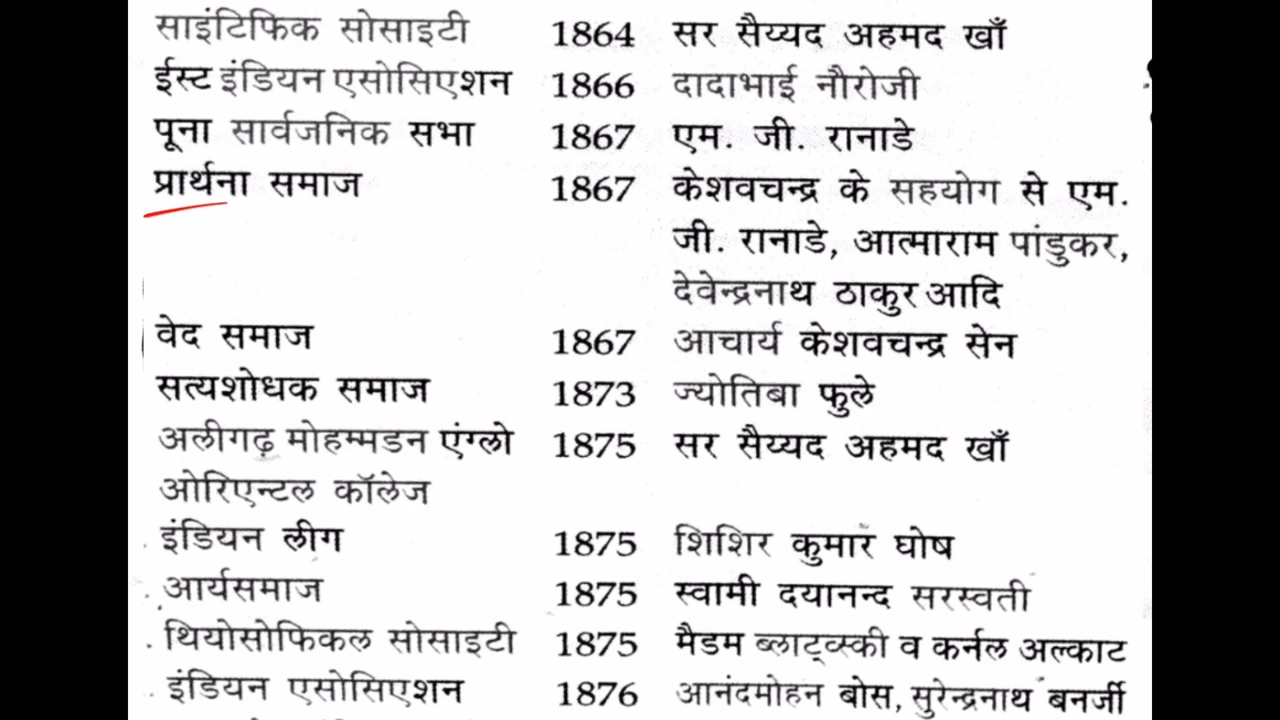 साइंटिफिक सोसाइटी 1864 सर सैय्यद अहमद खाँ
ईस्ट इंडियन एसोसिएशन 1866 दादाभाई नौरोजी
पूना सार्वजनिक सभा 1867 एम. जी. रानाडे
प्रार्थना समाज 1867 केशवचन्द्र के सहयोग से एम.
जी. रानाडे, आत्माराम पांडुकर,
देवेन्द्रनाथ ठाकुर आदि
वेद समाज 1867 आचार्य केशवचन्द्र सेन
सत्यशोधक समाज 1873 ज्योतिबा फुले
अलीगढ़ मोहम्मडन एंग्लो 1875 सर सैय्यद अहमद खाँ
ओरिएन्टल कॉलेज
इंडियन लीग 1875 शिशिर कुमार घोष
आर्यसमाज 1875 स्वामी दयानन्द सरस्वती
थियोसोफिकल सोसाइटी 1875 मैडम ब्लाट्व्स्की व कर्नल अल्काट
इंडियन एसोसिएशन 1876 आनंदमोहन बोस, सुरेन्द्रनाथ बनर्जी